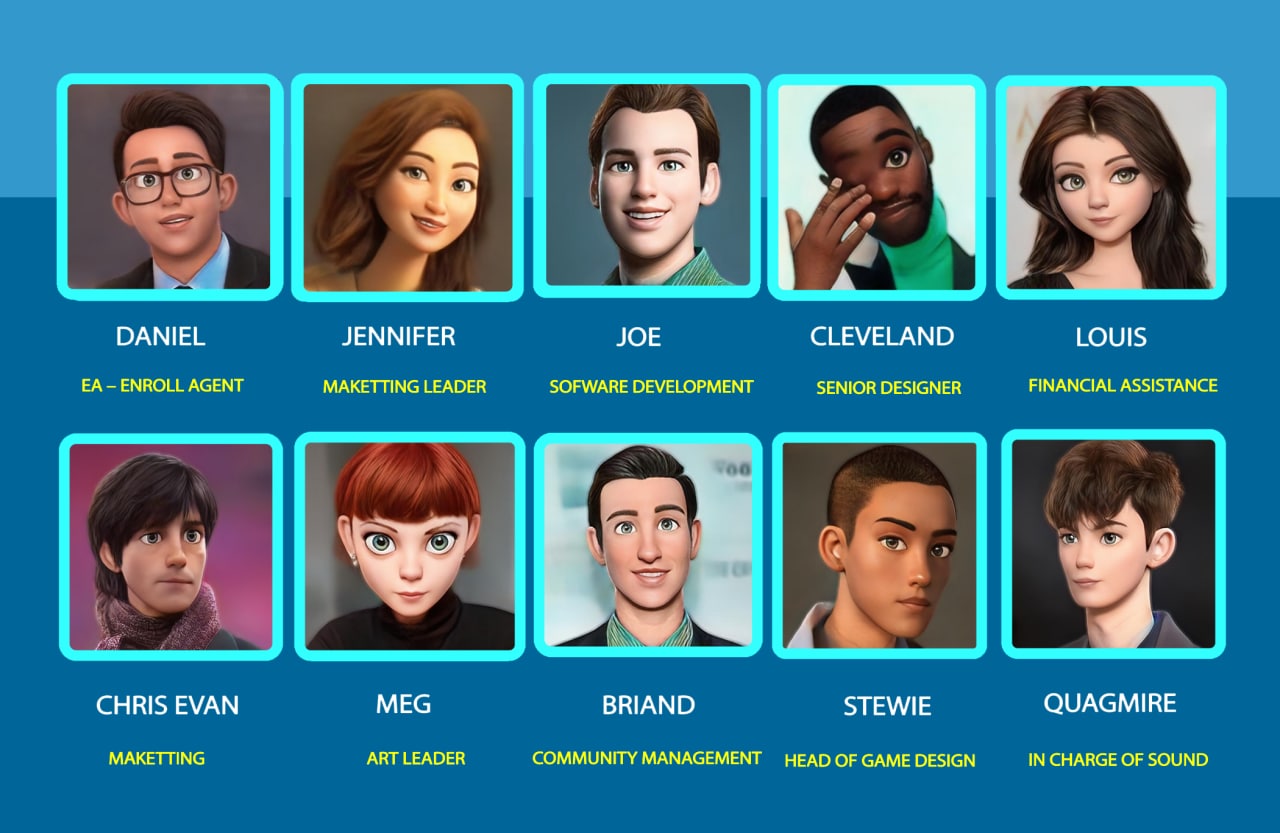 DANIEL JENNIFER JOE CLEVELAND LOUIS
EA – ENROLL AGENT MAKETTING LEADER SOFWARE DEVELOPMENT SENIOR DESIGNER FINANCIAL ASSISTANCE
CHRIS EVAN MEG BRIAND STEWIE QUAGMIRE
MAKETTING ART LEADER COMMUNITY MANAGEMENT HEAD OF GAME DESIGN IN CHARGE OF SOUND